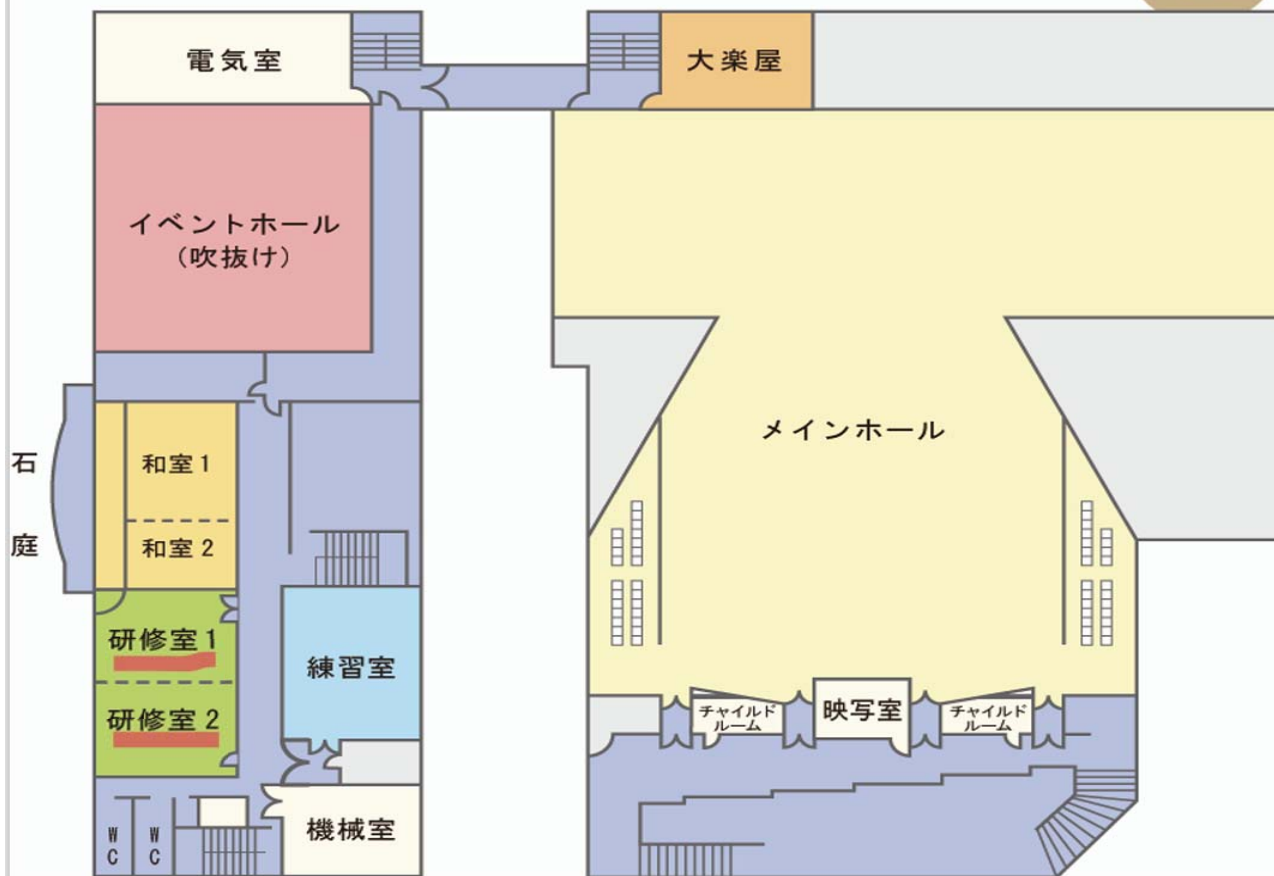 電気室
大楽屋
イベントホール
(吹抜け)
メインホール
石庭
和室1
和室2
研修室1
練習室
研修室2
チャイルド
ルーム
映写室
チャイルド
ルーム
機械室
WC
WC